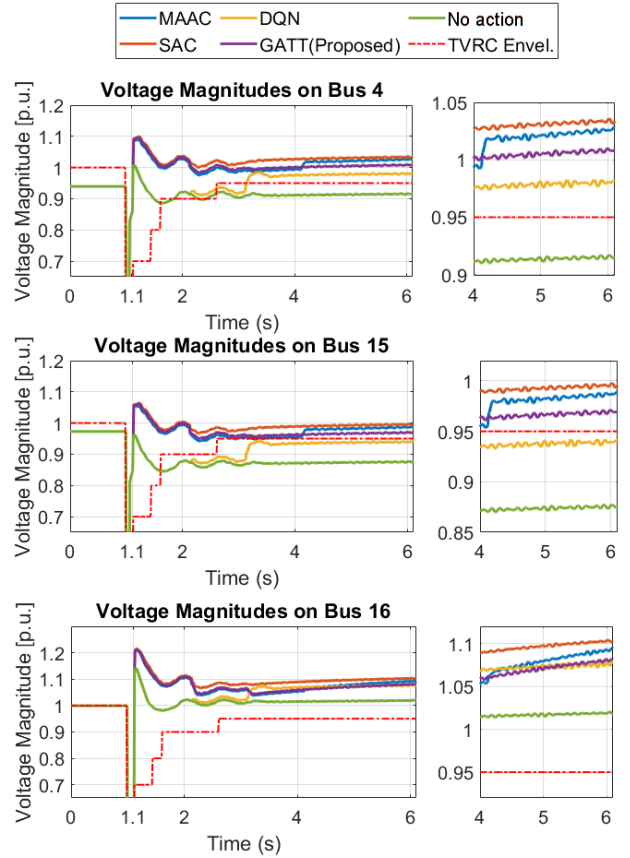 MAAC DQN No action
SAC GATT(Proposed) TVRC Envel.
Voltage Magnitudes on Bus 4
Voltage Magnitude [p.u.]
1.2
1.1
1
0.9
0.8
0.7
0 1.1 2 4 6
Time (s)
1.05
1
0.95
0.9
4 5 6
Voltage Magnitudes on Bus 15
Voltage Magnitude [p.u.]
1.2
1.1
1
0.9
0.8
0.7
0 1.1 2 4 6
Time (s)
1
0.95
0.9
0.85
4 5 6
Voltage Magnitudes on Bus 16
Voltage Magnitude [p.u.]
1.2
1.1
1
0.9
0.8
0.7
0 1.1 2 4 6
Time (s)
1.1
1.05
1
0.95
4 5 6